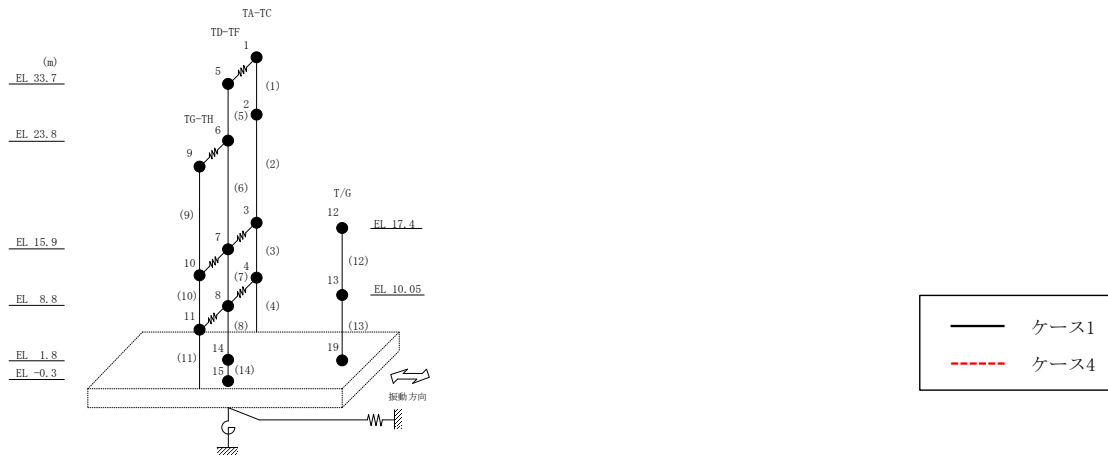 TA-TC
TD-TF
1
(m)
5
EL 33.7
(1)
2
(5)
TG-TH
6
EL 23.8
9
(2)
(6)
T/G
(9)
3
12
EL 17.4
7
EL 15.9
(3)
(12)
10
4
(7)
13
EL 10.05
(10)
8
EL 8.8
(4)
11
(8)
(13)
14
19
EL 1.8
(11)
15
(14)
EL -0.3
振動方向
ケース1
ケース4